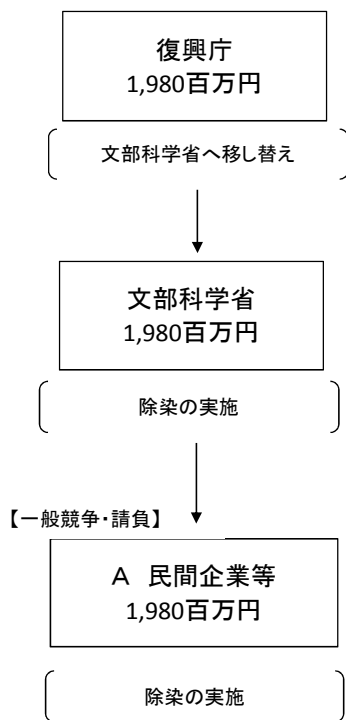 復興庁
1,980百万円
文部科学省へ移し替え
文部科学省
1,980百万円
除染の実施
【一般競争・請負】
A 民間企業等
1,980百万円
除染の実施